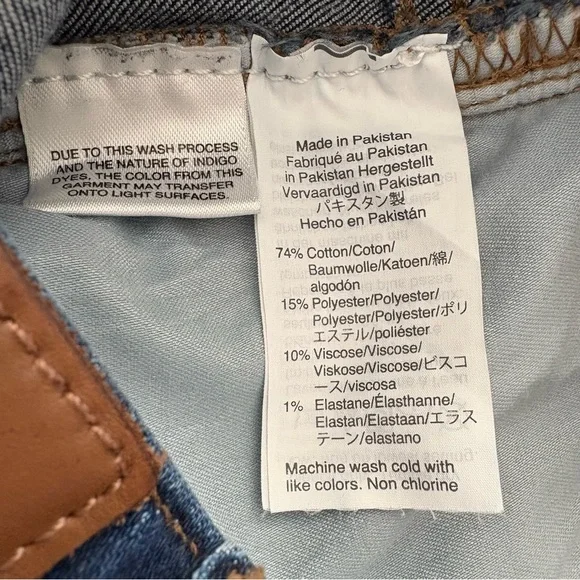 DUE TO THIS WASH PROCESS
AND THE NATURE OF INDIGO
DYES, THE COLOR FROM THIS
GARMENT MAY TRANSFER
ONTO LIGHT SURFACES.
Made in Pakistan
Fabriqué au Pakistan
in Pakistan Hergestellt
Vervaardigd in Pakistan
パキスタン製
Hecho en Pakistán
74% Cotton/Coton/
Baumwolle/Katoen/綿/
algodón
15% Polyester/Polyester/
Polyester/Polyester/ポリ
エステル/poliéster
10% Viscose/Viscose/
Viskose/Viscose/ビスコ
ース/viscosa
1% Elastane/Élasthanne/
Elastan/Elastaan/エラス
テーン/elastano
Machine wash cold with
like colors. Non chlorine